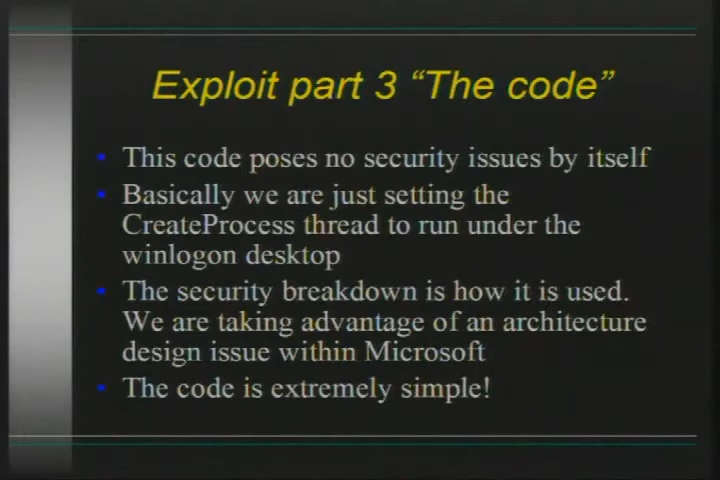 Exploit part 3 “The code”
• This code poses no security issues by itself
• Basically we are just setting the
CreateProcess thread to run under the
winlogon desktop
• The security breakdown is how it is used.
We are taking advantage of an architecture
design issue within Microsoft
• The code is extremely simple!